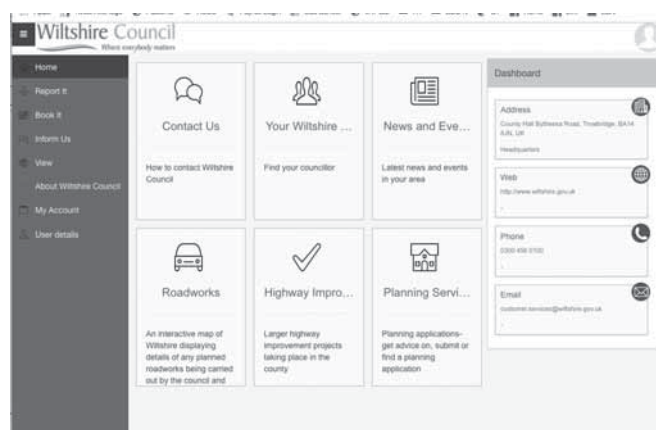 Wiltshire Council
Where everybody matters
Home
Report It
Book It
Inform Us
View
About Wiltshire Council
My Account
User details
Contact Us
How to contact Wiltshire
Council
Your Wiltshire ...
Find your councillor
News and Eve...
Latest news and events
in your area
Roadworks
An interactive map of
Wiltshire displaying
details of any planned
roadworks being carried
out by the council and
Highway Impro...
Larger highway
improvement projects
taking place in the
county
Planning Servi...
Planning applications-
get advice on, submit or
find a planning
application
Dashboard
Address
County Hall Bythesea Road, Trowbridge, BA14
8JN, UK
Headquarters
Web
http://www.wiltshire.gov.uk
Phone
0300 456 0100
Email
customer.services@wiltshire.gov.uk